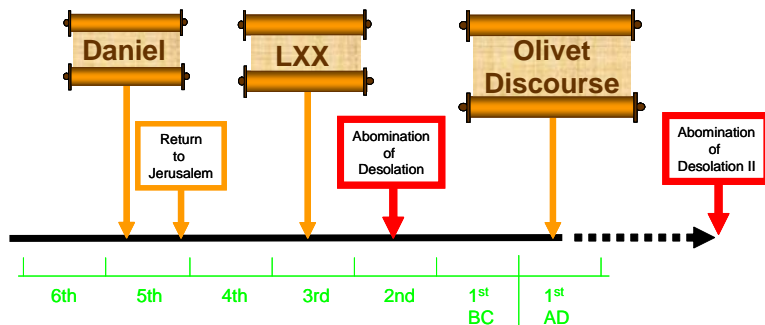 Daniel
LXX
Olivet
Discourse
Return
to
Jerusalem
Abomination
of
Desolation
Abomination
of
Desolation II
6th
5th
4th
3rd
2nd
1st
BC
1st
AD